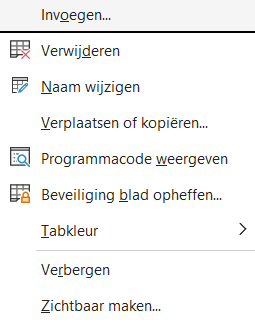 Invoegen...
Verwijderen
Naam wijzigen
Verplaatsen of kopiëren...
Programmacode weergeven
Beveiliging blad opheffen...
Tabkleur
Verbergen
Zichtbaar maken...